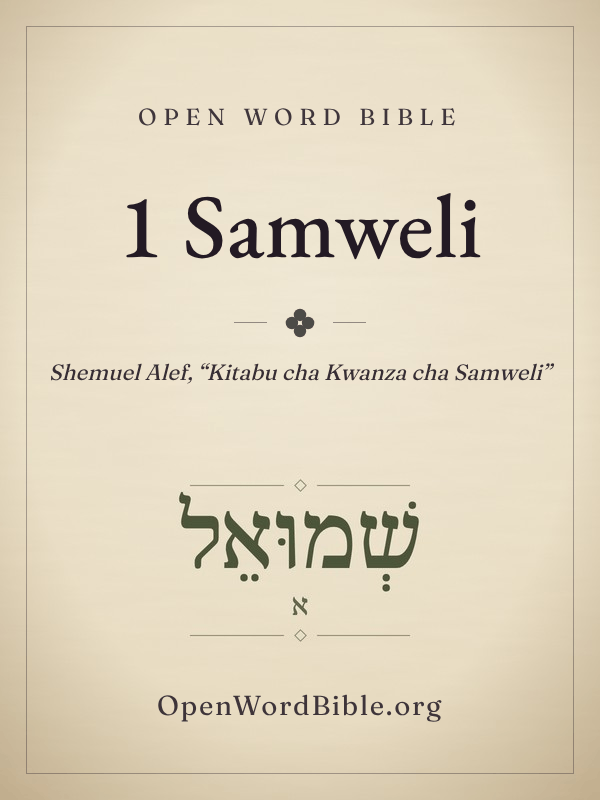 OPEN WORD BIBLE
1 Samweli
Shemuel Alef, “Kitabu cha Kwanza cha Samweli”
שְׁמוּאֵל
א
OpenWordBible.org